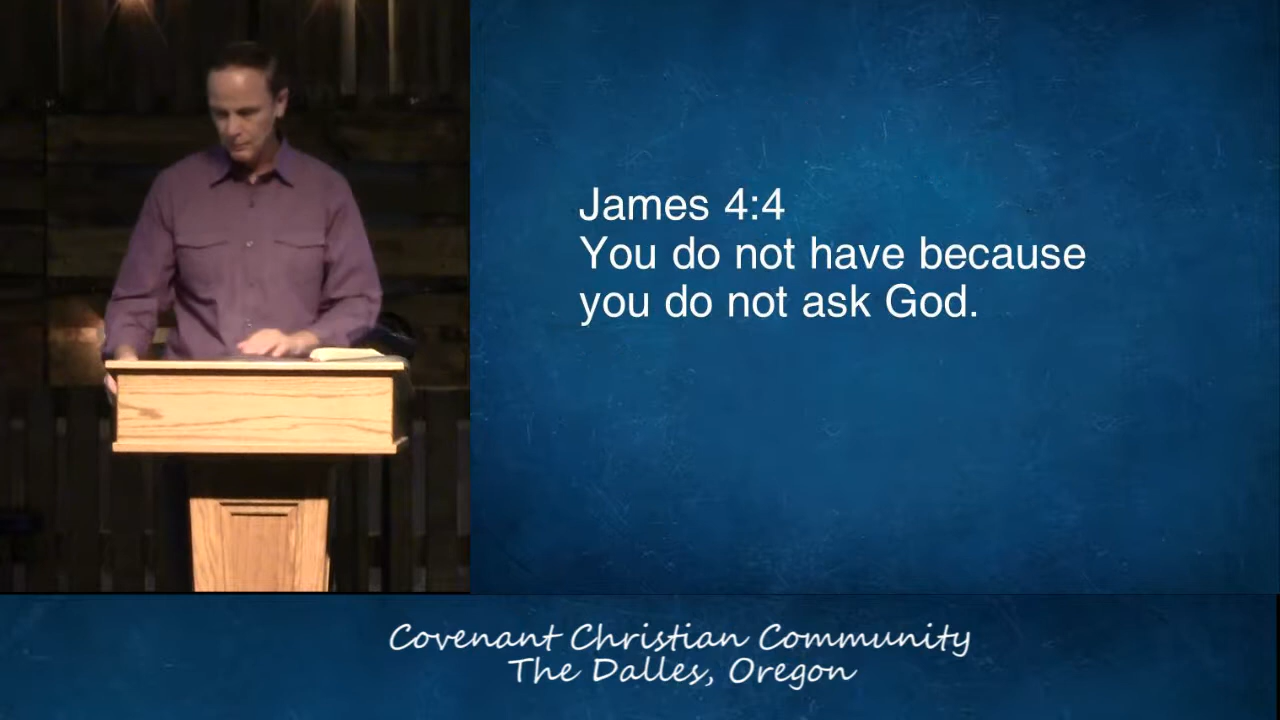 James 4:4
You do not have because
you do not ask God.
Covenant Christian Community
The Dalles, Oregon